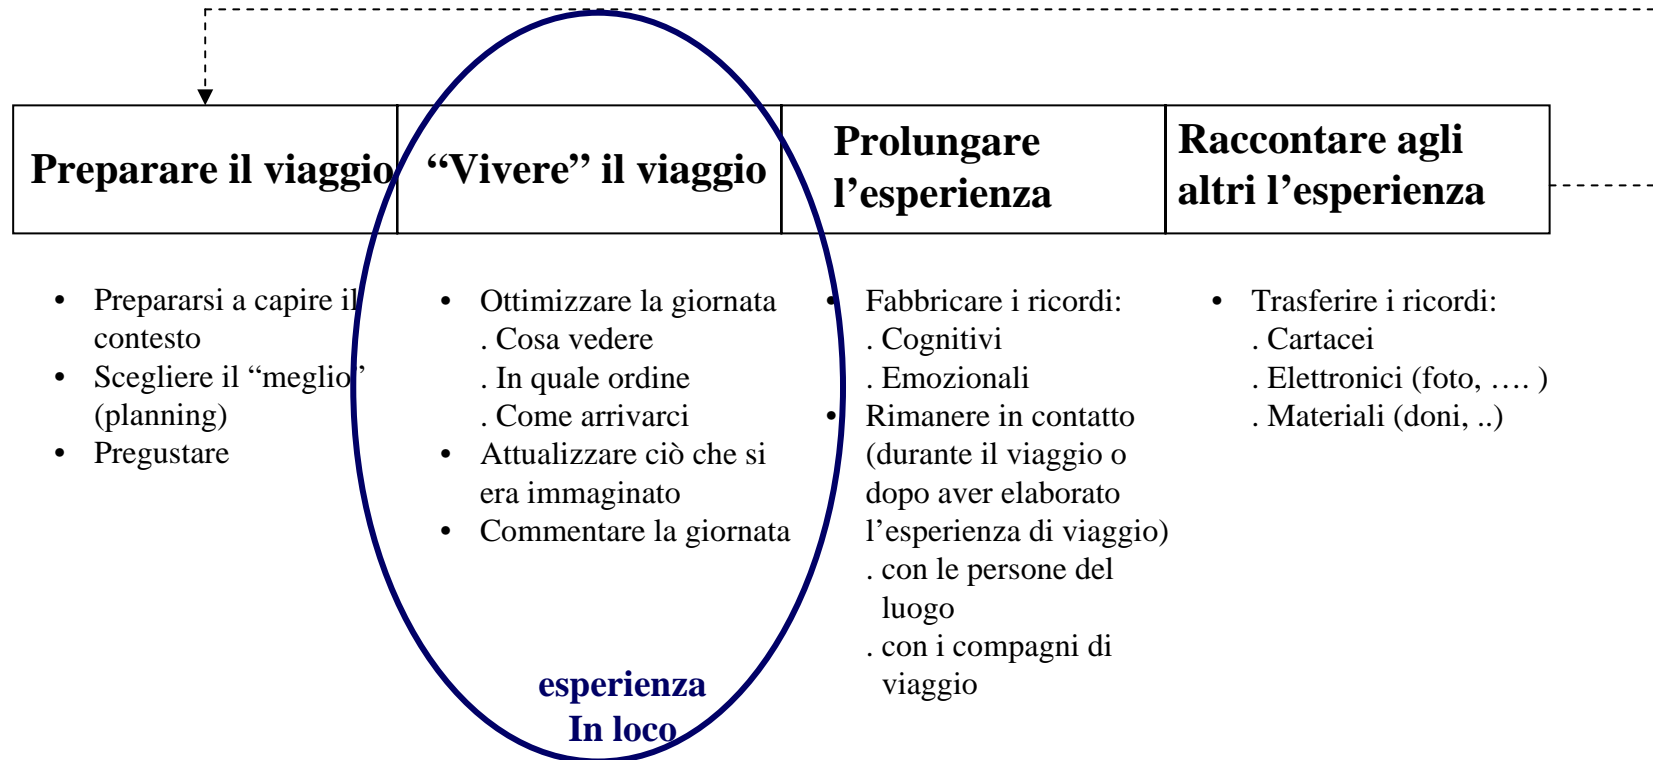 Preparare il viaggio
“Vivere” il viaggio
Prolungare
l’esperienza
Raccontare agli
altri l’esperienza
• Prepararsi a capire il
contesto
• Scegliere il “meglio”
(planning)
• Pregustare
• Ottimizzare la giornata
. Cosa vedere
. In quale ordine
. Come arrivarci
• Attualizzare ciò che si
era immaginato
• Commentare la giornata
esperienza
In loco
• Fabbricare i ricordi:
. Cognitivi
. Emozionali
• Rimanere in contatto
(durante il viaggio o
dopo aver elaborato
l’esperienza di viaggio)
. con le persone del
luogo
. con i compagni di
viaggio
• Trasferire i ricordi:
. Cartacei
. Elettronici (foto, …. )
. Materiali (doni, ..)